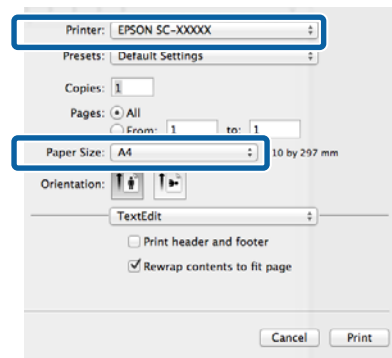 Printer: EPSON SC-XXXXX
Presets: Default Settings
Copies: 1
Pages: All
From: 1 to: 1
Paper Size: A4 10 by 297 mm
Orientation:
TextEdit
Print header and footer
Rewrap contents to fit page
Cancel Print